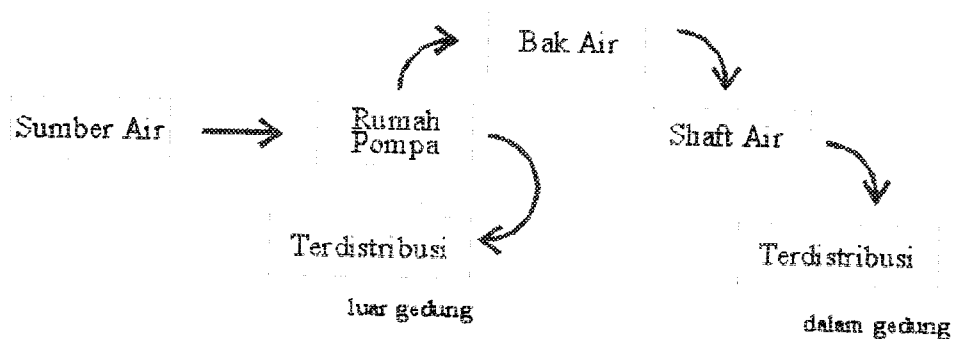 Bak Air
Sumber Air
Rumah
Pompa
Shaft Air
Terdistribusi
luar gedung
Terdistribusi
dalam gedung